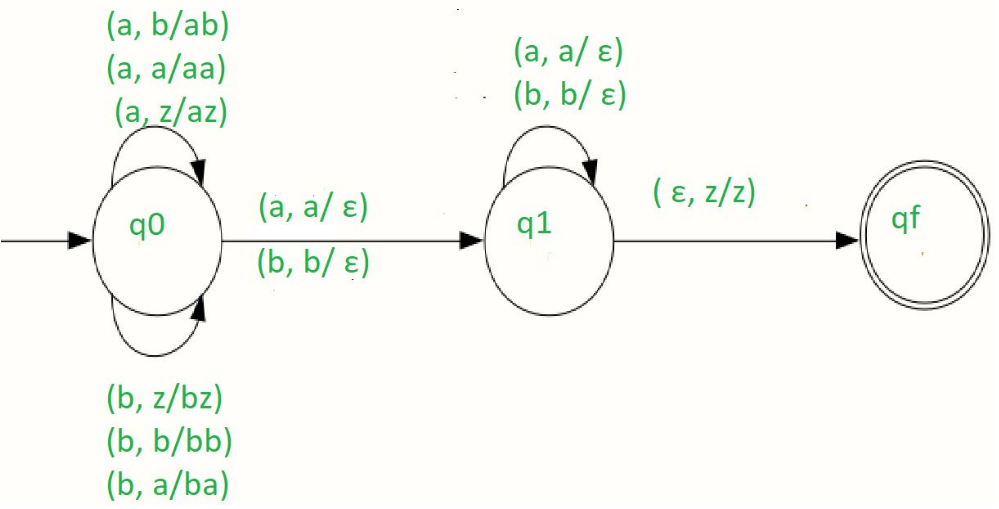 (a, b/ab)
(a, a/aa)
(a, z/az)
(a, a/ ε)
(b, b/ ε)
( ε, z/z)
q0
q1
qf
(a, a/ ε)
(b, b/ ε)
(b, z/bz)
(b, b/bb)
(b, a/ba)